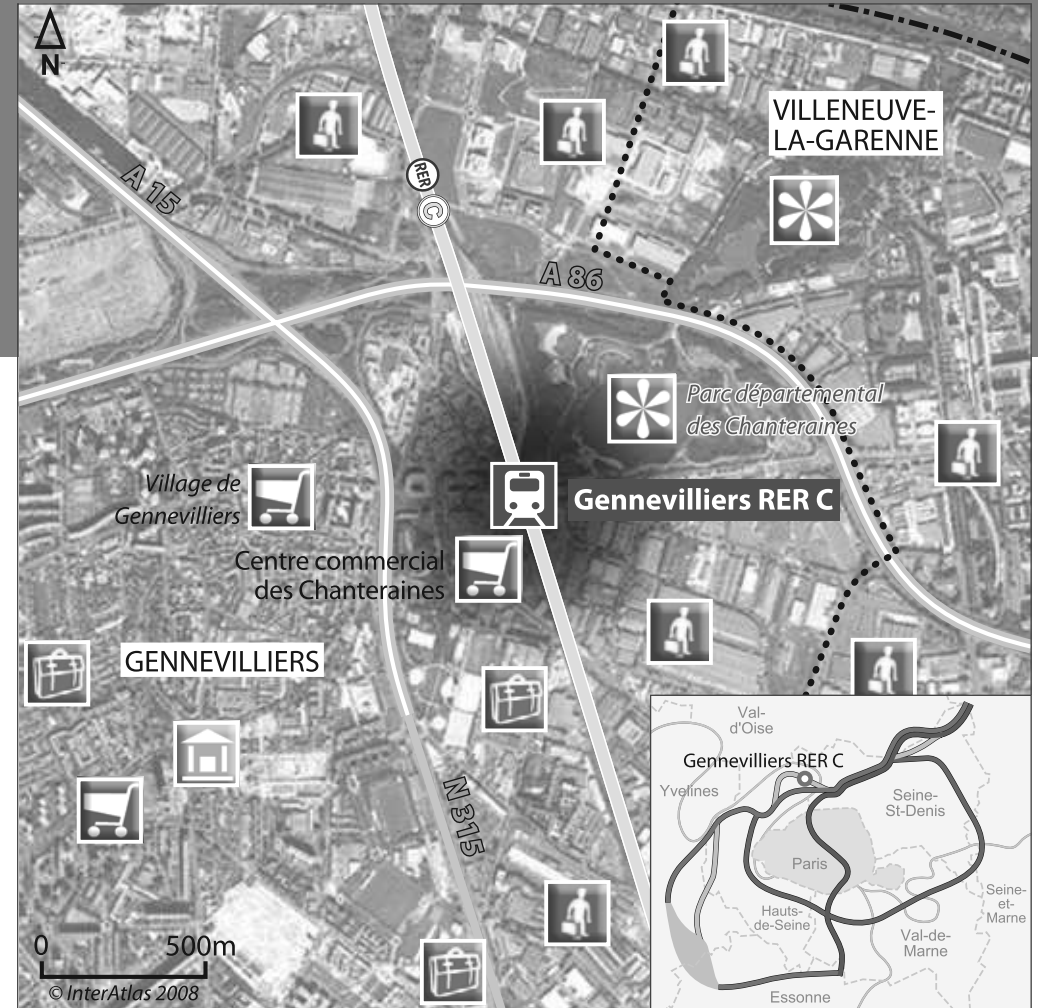 N
VILLENEUVE-
LA-GARENNE
A 15
RER
C
A 86
Parc départemental
des Chanteraines
Village de
Gennevilliers
Gennevilliers RER C
Centre commercial
des Chanteraines
GENNEVILLIERS
N 315
0 500m
© InterAtlas 2008
Val-
d'Oise
Gennevilliers RER C
Yvelines
Seine-
St-Denis
Paris
Hauts-
de-Seine
Seine-
et-
Marne
Val-de-
Marne
Essonne